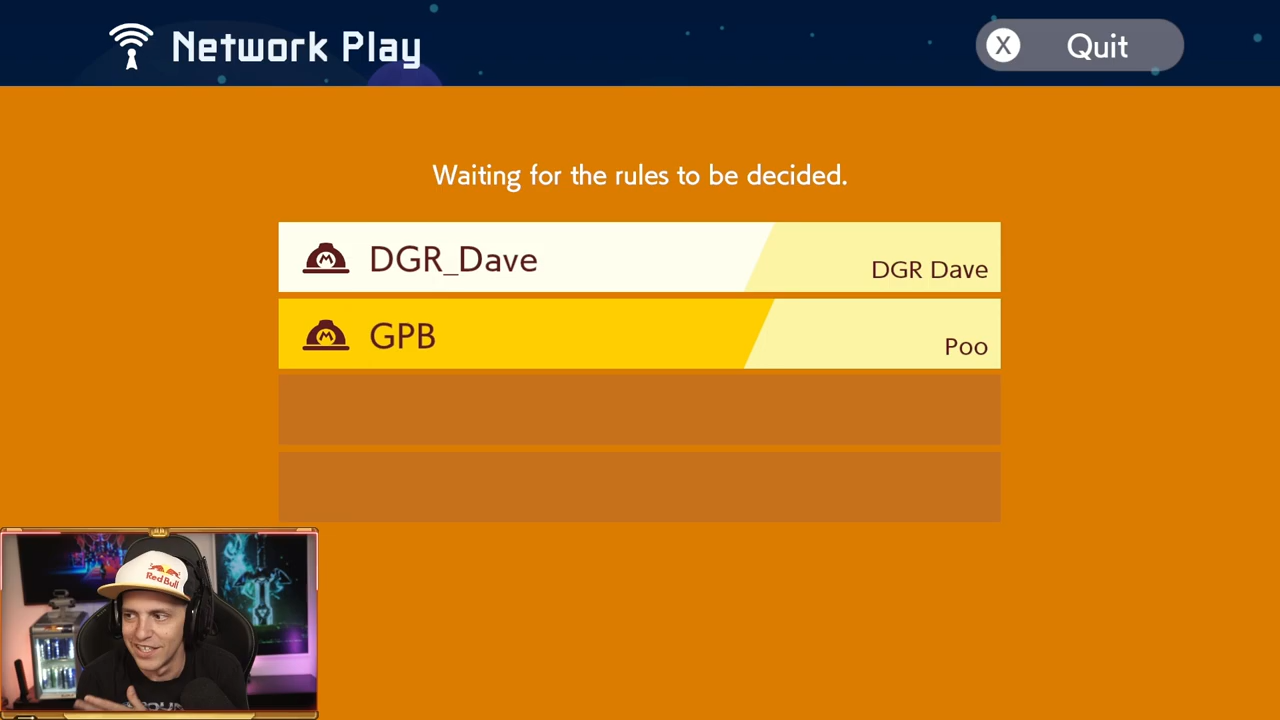 Network Play
X Quit
Waiting for the rules to be decided.
DGR_Dave DGR Dave
GPB Poo
Red Bull